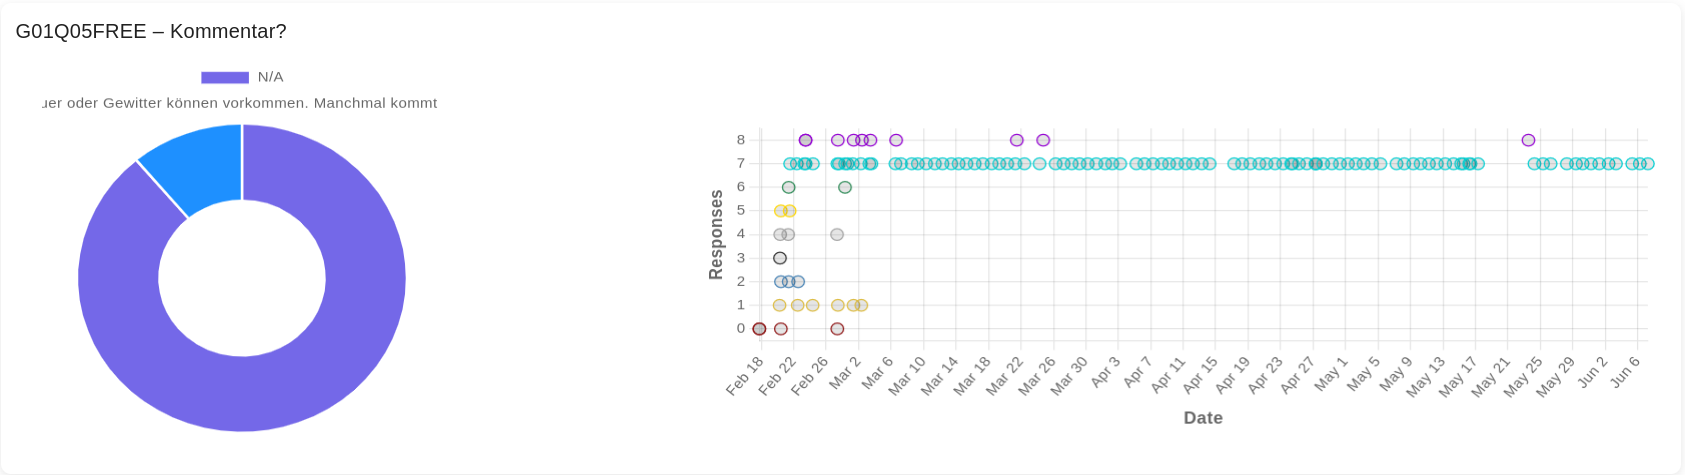 G01Q05FREE – Kommentar?
N/A
oder Gewitter können vorkommen. Manchmal kommt
Responses
8
7
6
5
4
3
2
1
0
Feb 18
Feb 22
Feb 26
Mar 2
Mar 6
Mar 10
Mar 14
Mar 18
Mar 22
Mar 26
Mar 30
Apr 3
Apr 7
Apr 11
Apr 15
Apr 19
Apr 23
Apr 27
May 1
May 5
May 9
May 13
May 17
May 21
May 25
May 29
Jun 2
Jun 6
Date